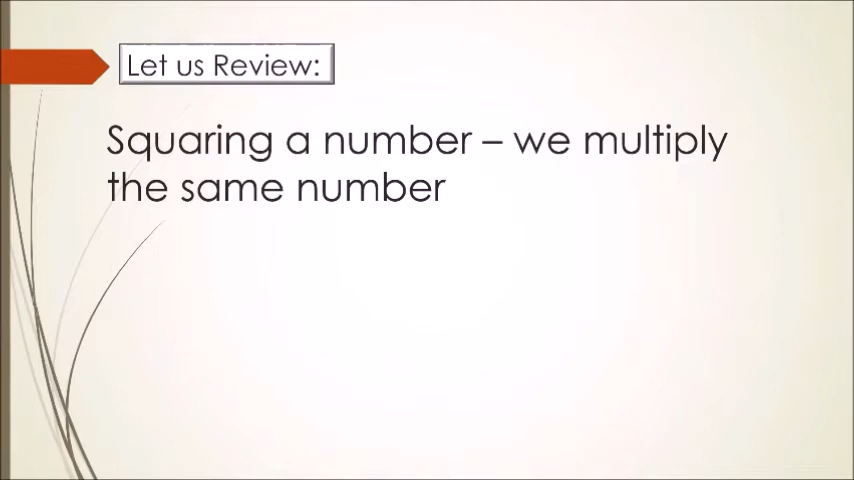 Let us Review:
Squaring a number – we multiply
the same number